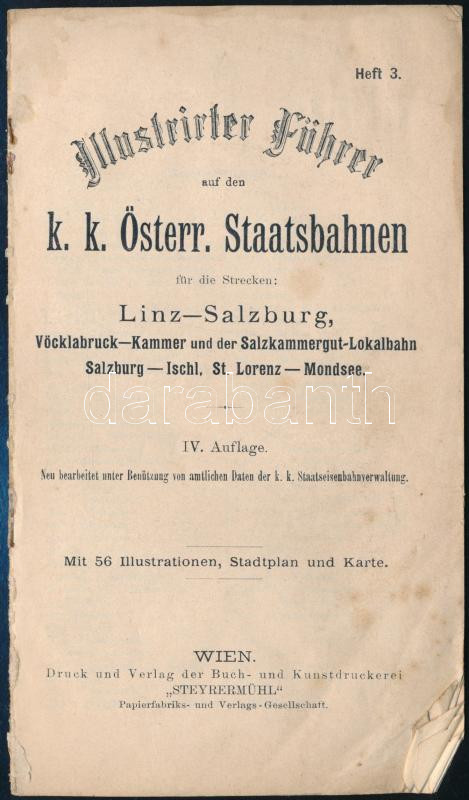 Heft 3.
Illustrirter Führer
auf den
k. k. Österr. Staatsbahnen
für die Strecken:
Linz—Salzburg,
Vöcklabruck—Kammer und der Salzkammergut-Lokalbahn
Salzburg — Ischl, St. Lorenz — Mondsee.
darabanth
IV. Auflage.
Neu bearbeitet unter Benützung von amtlichen Daten der k. k. Staatseisenbahnverwaltung.
Mit 56 Illustrationen, Stadtplan und Karte.
WIEN.
Druck und Verlag der Buch- und Kunstdruckerei
„STEYRERMÜHL“
Papierfabriks- und Verlags-Gesellschaft.